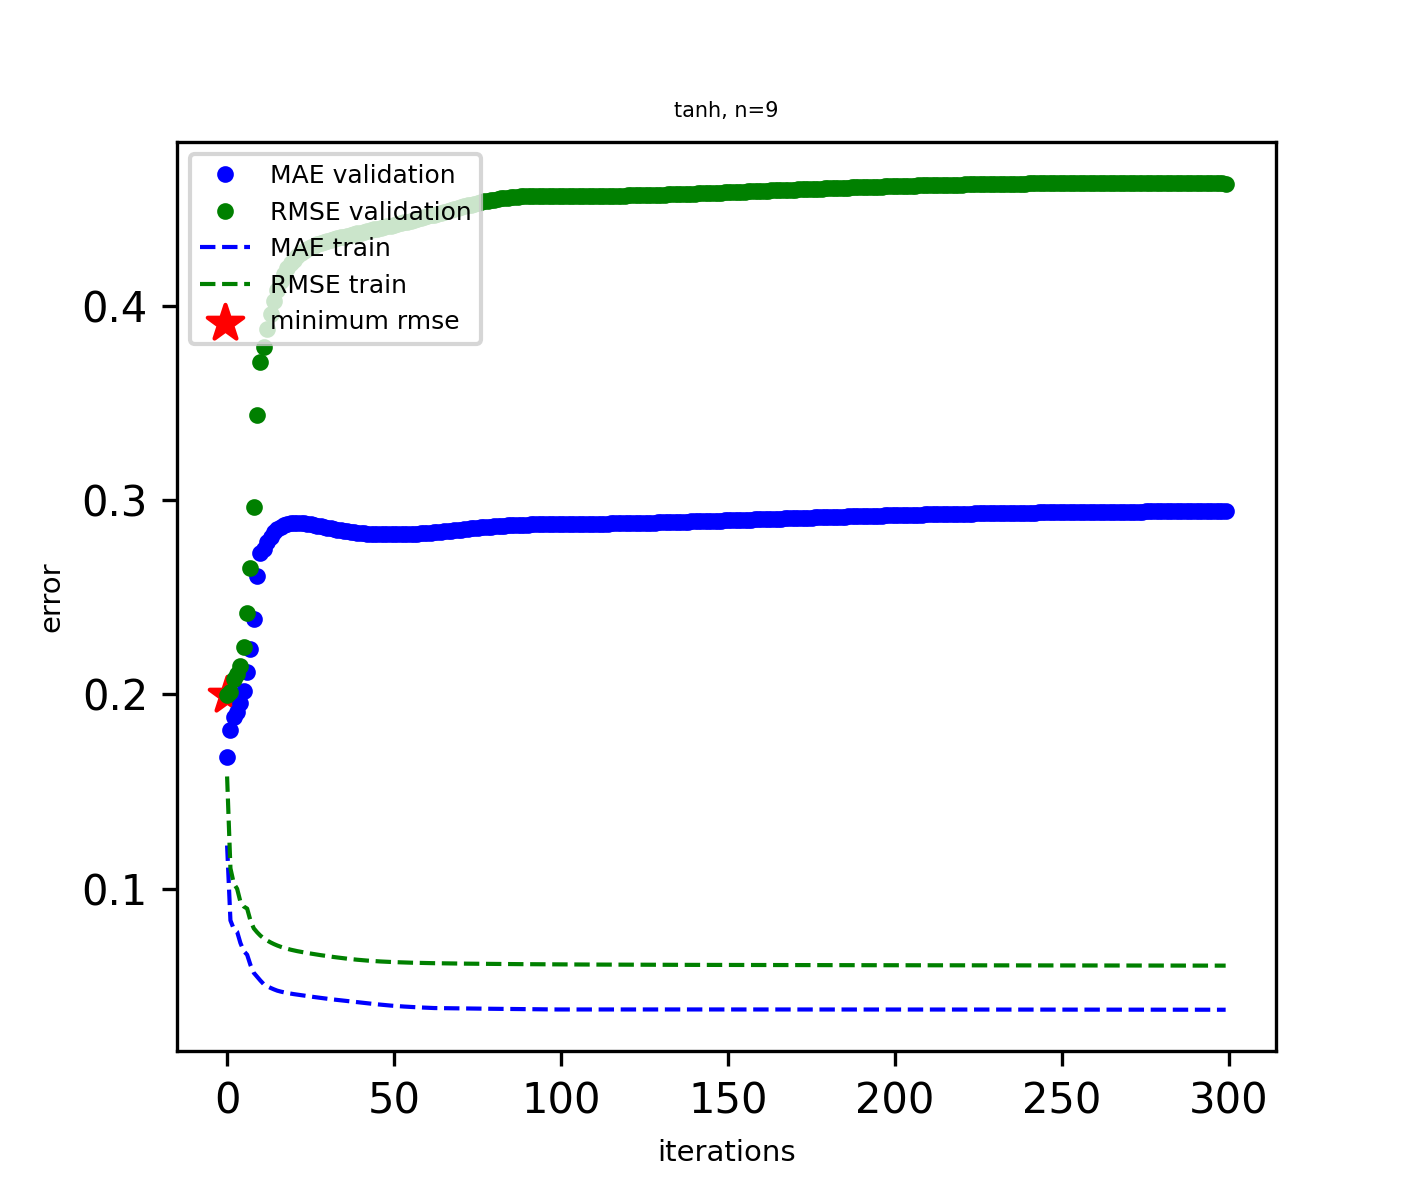 tanh, n=9
MAE validation
RMSE validation
MAE train
RMSE train
minimum rmse
error
0.4
0.3
0.2
0.1
0 50 100 150 200 250 300
iterations